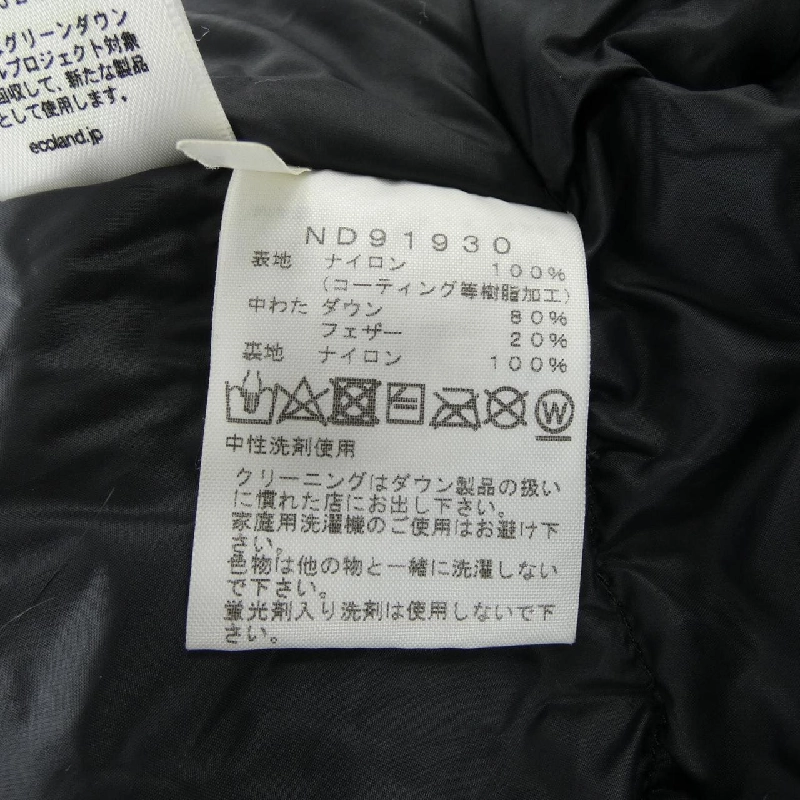 グリーンダウン
ルプロジェクト対象
回収して、新たな製品
として使用します。
ecoland.jp
ND91930
表地 ナイロン 100%
(コーティング等樹脂加工)
中わた ダウン 80%
フェザー 20%
裏地 ナイロン 100%
W
中性洗剤使用
クリーニングはダウン製品の扱い
に慣れた店にお出し下さい。
家庭用洗濯機のご使用はお避け下
さい。
色物は他の物と一緒に洗濯しない
で下さい。
蛍光剤入り洗剤は使用しないで下
さい。